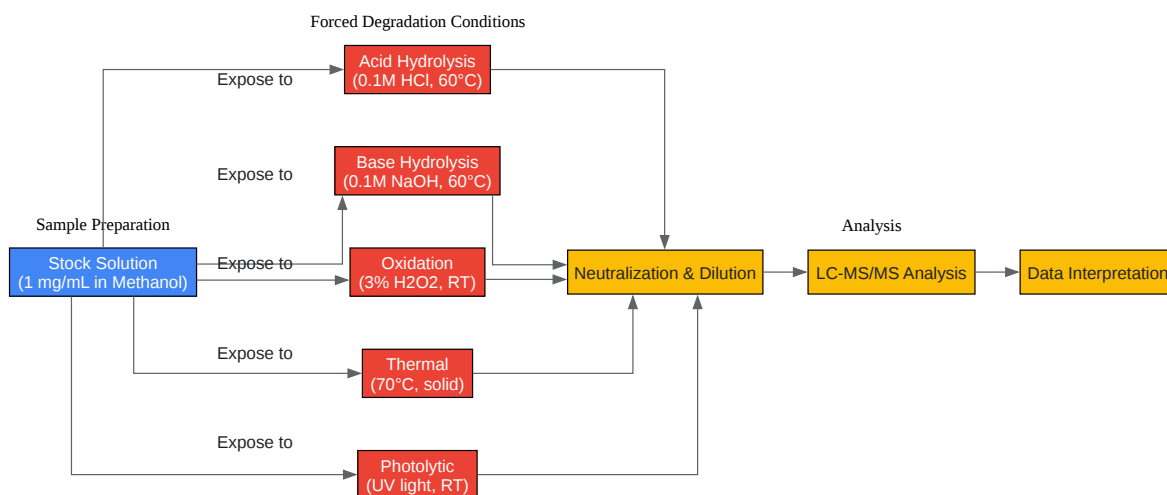 Forced Degradation Conditions
Expose to
Acid Hydrolysis
(0.1M HCl, 60°C)
Expose to
Base Hydrolysis
(0.1M NaOH, 60°C)
Sample Preparation
Analysis
Stock Solution
(1 mg/mL in Methanol)
Expose to
Oxidation
(3% H2O2, RT)
Neutralization & Dilution
LC-MS/MS Analysis
Data Interpretation
Expose to
Thermal
(70°C, solid)
Expose to
Photolytic
(UV light, RT)